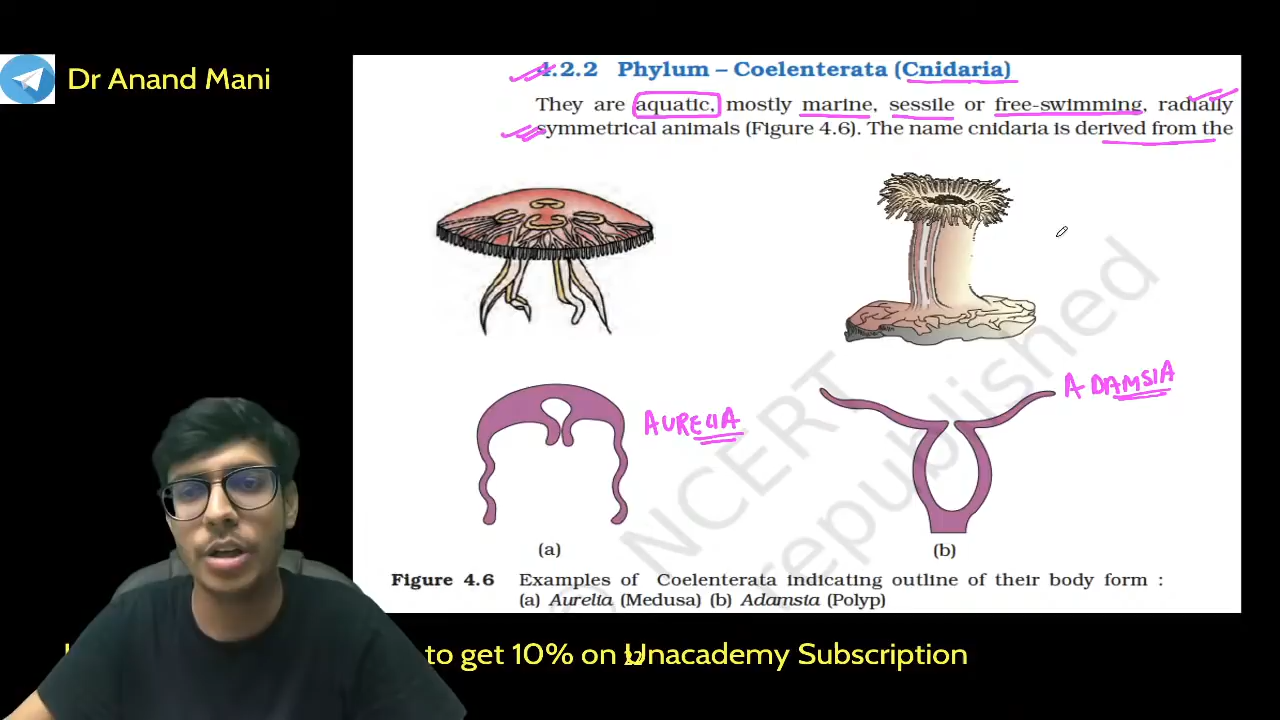 Dr Anand Mani
4.2.2 Phylum – Coelenterata (Cnidaria)
They are aquatic, mostly marine, sessile or free-swimming, radially
symmetrical animals (Figure 4.6). The name cnidaria is derived from the
ADAMSIA
AURELIA
© NCERT
republished
(a)
(b)
Figure 4.6 Examples of Coelenterata indicating outline of their body form :
(a) Aurelia (Medusa) (b) Adamsia (Polyp)
to get 10% on Unacademy Subscription
22